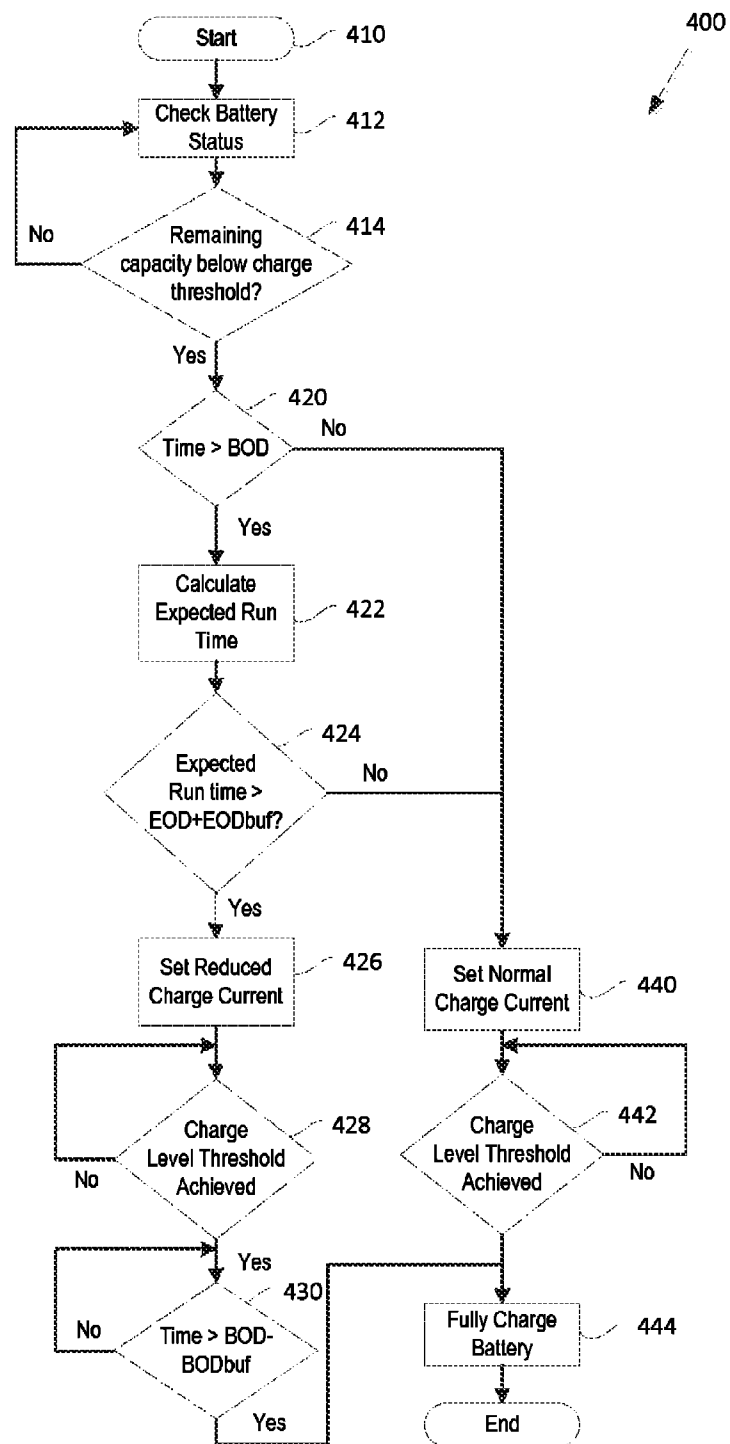 Start
410
400
Check Battery
Status
412
No
Remaining
capacity below charge
threshold?
414
Yes
Time > BOD
420
No
Yes
Calculate
Expected Run
Time
422
Expected
Run time >
EOD+EODbuf?
424
No
Yes
Set Reduced
Charge Current
426
Set Normal
Charge Current
440
Charge
Level Threshold
Achieved
428
No
Charge
Level Threshold
Achieved
442
No
Yes
Time > BOD-
BODbuf
430
No
Yes
Fully Charge
Battery
444
End